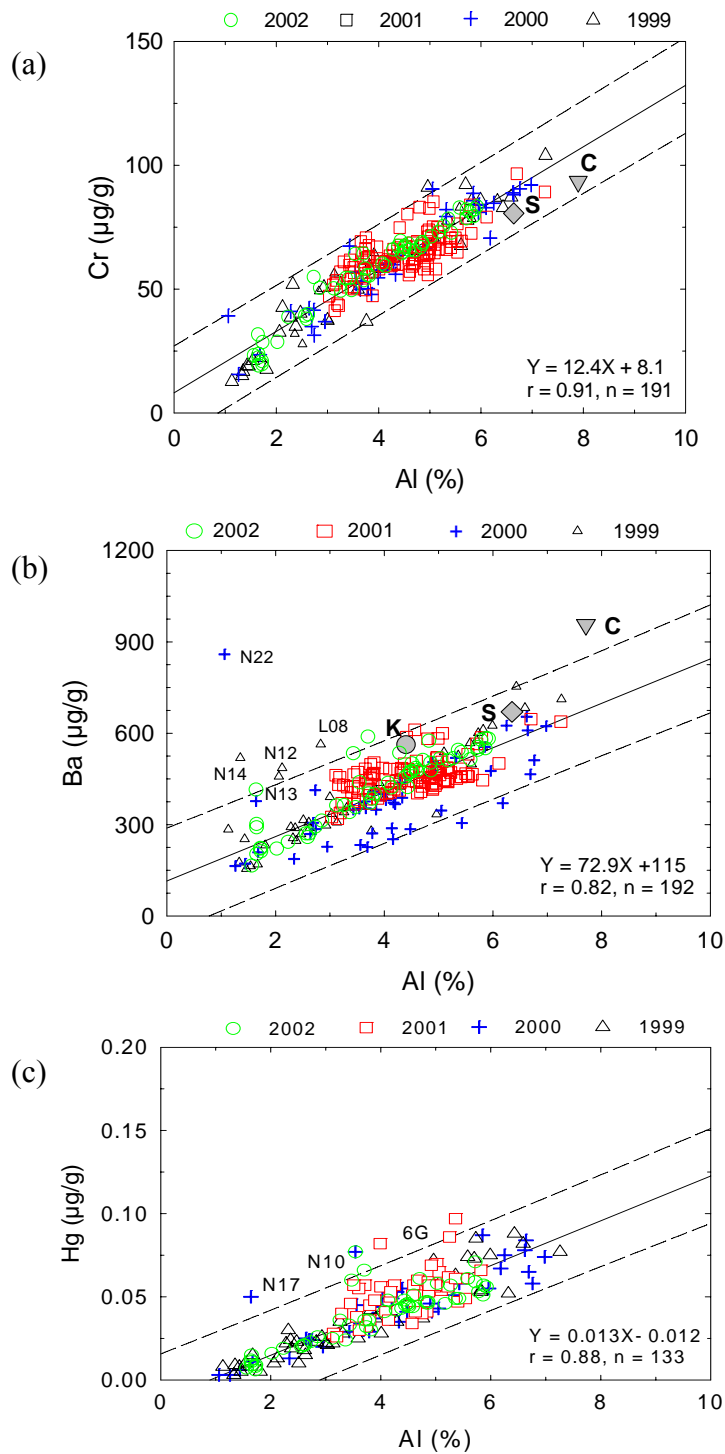 2002 2001 2000 1999
(a)
150
100
50
0
Cr (µg/g)
C
S
Y = 12.4X + 8.1
r = 0.91, n = 191
0 2 4 6 8 10
Al (%)
2002 2001 2000 1999
(b)
1200
900
600
300
0
Ba (µg/g)
C
N22
L08
K
S
N12
N14
N13
Y = 72.9X +115
r = 0.82, n = 192
0 2 4 6 8 10
Al (%)
2002 2001 2000 1999
(c)
0.20
0.15
0.10
0.05
0.00
Hg (µg/g)
6G
N10
N17
Y = 0.013X - 0.012
r = 0.88, n = 133
0 2 4 6 8 10
Al (%)